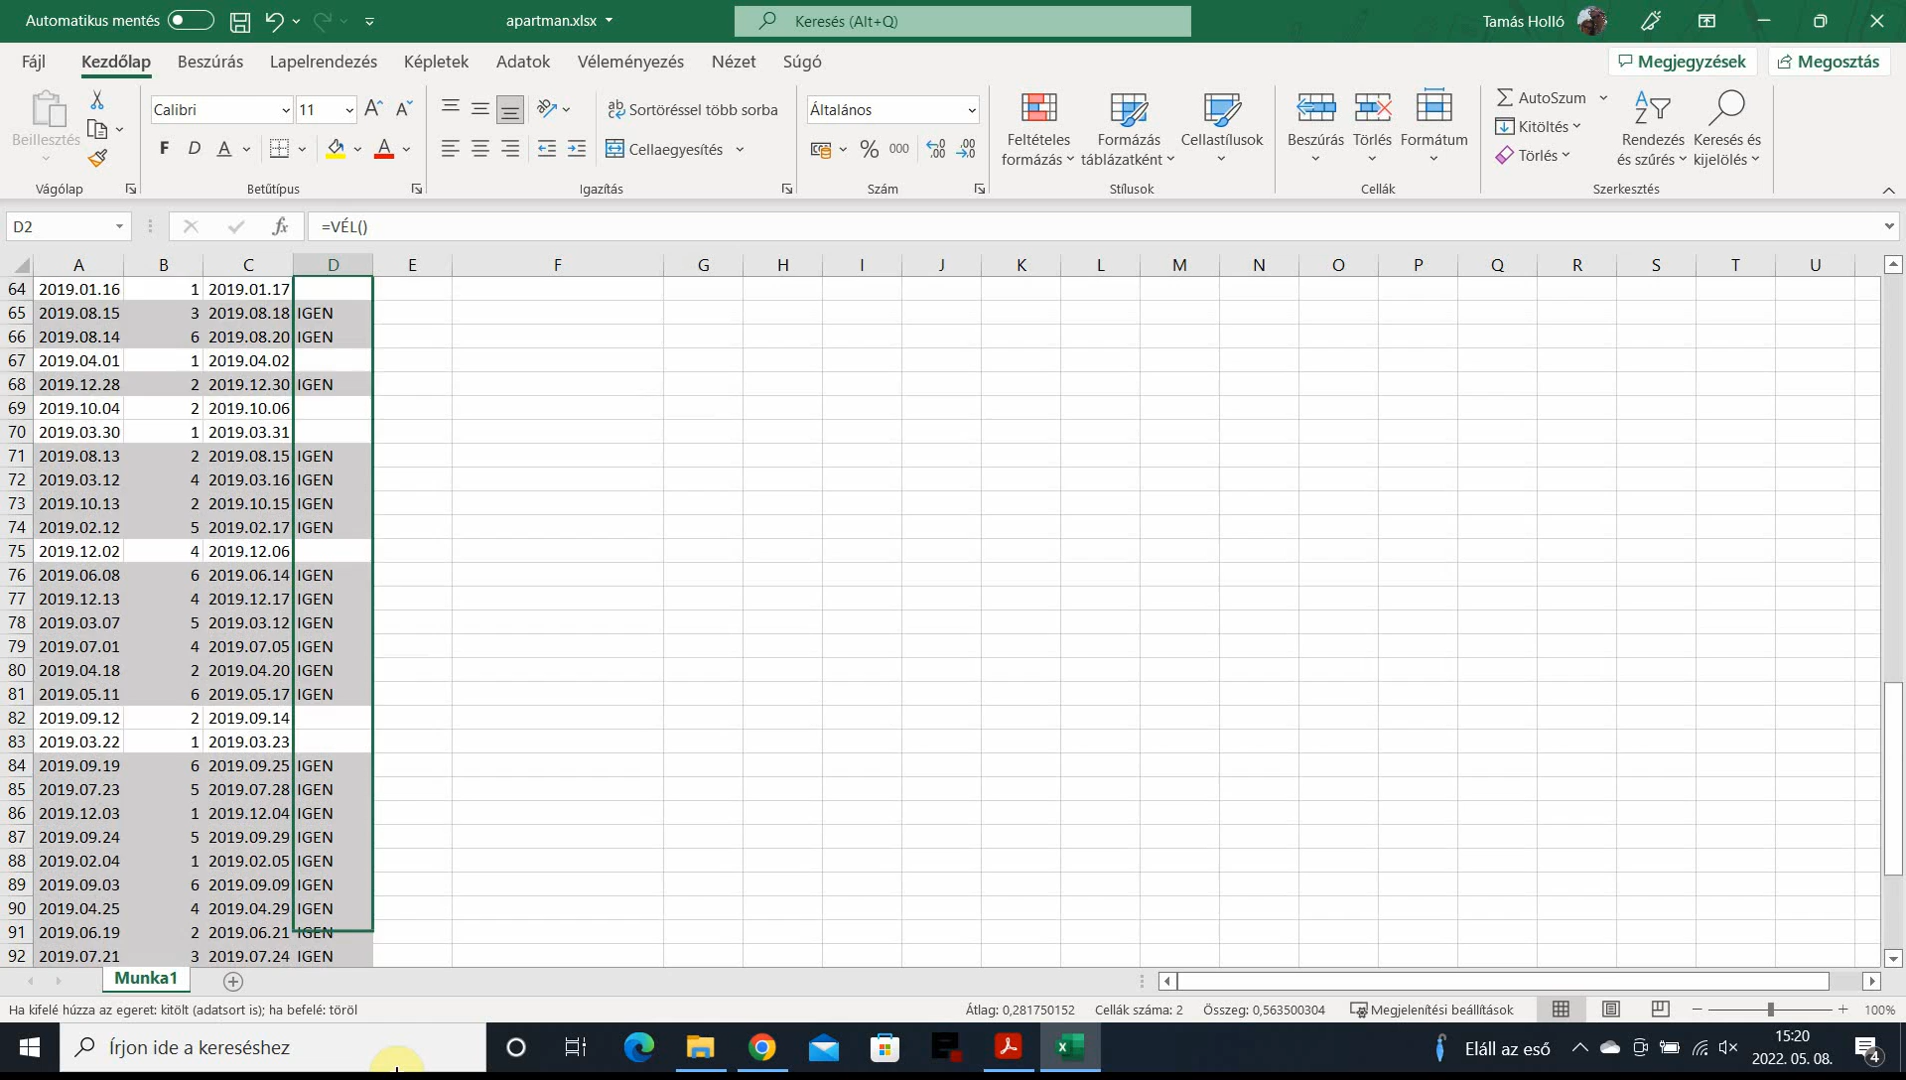 Automatikus mentés
apartman.xlsx
Keresés (Alt+Q)
Tamás Holló
Fájl Kezdőlap Beszúrás Lapelrendezés Képletek Adatok Véleményezés Nézet Súgó
Megjegyzések Megosztás
Beillesztés
Vágólap
Calibri 11
F D A A
Betűtípus
Sortöréssel több sorba
Cellaegyesítés
Igazítás
Általános
% 000
Szám
Feltételes formázás
Formázás táblázatként
Cellastílusok
Stílusok
Beszúrás Törlés Formátum
Cellák
AutoSzum
Kitöltés
Törlés
Rendezés és szűrés
Keresés és kijelölés
Szerkesztés
D2 fx =VÉL()
A B C D E F G H I J K L M N O P Q R S T U
64 2019.01.16 1 2019.01.17
65 2019.08.15 3 2019.08.18 IGEN
66 2019.08.14 6 2019.08.20 IGEN
67 2019.04.01 1 2019.04.02
68 2019.12.28 2 2019.12.30 IGEN
69 2019.10.04 2 2019.10.06
70 2019.03.30 1 2019.03.31
71 2019.08.13 2 2019.08.15 IGEN
72 2019.03.12 4 2019.03.16 IGEN
73 2019.10.13 2 2019.10.15 IGEN
74 2019.02.12 5 2019.02.17 IGEN
75 2019.12.02 4 2019.12.06
76 2019.06.08 6 2019.06.14 IGEN
77 2019.12.13 4 2019.12.17 IGEN
78 2019.03.07 5 2019.03.12 IGEN
79 2019.07.01 4 2019.07.05 IGEN
80 2019.04.18 2 2019.04.20 IGEN
81 2019.05.11 6 2019.05.17 IGEN
82 2019.09.12 2 2019.09.14
83 2019.03.22 1 2019.03.23
84 2019.09.19 6 2019.09.25 IGEN
85 2019.07.23 5 2019.07.28 IGEN
86 2019.12.03 1 2019.12.04 IGEN
87 2019.09.24 5 2019.09.29 IGEN
88 2019.02.04 1 2019.02.05 IGEN
89 2019.09.03 6 2019.09.09 IGEN
90 2019.04.25 4 2019.04.29 IGEN
91 2019.06.19 2 2019.06.21 IGEN
92 2019.07.21 3 2019.07.24 IGEN
Munka1
Ha kifelé húzza az egeret: kitölt (adatsort is); ha befelé: töröl
Átlag: 0,281750152 Cellák száma: 2 Összeg: 0,563500304 Megjelenítési beállítások 100%
Írjon ide a kereséshez
Eláll az eső
15:20
2022. 05. 08.
4